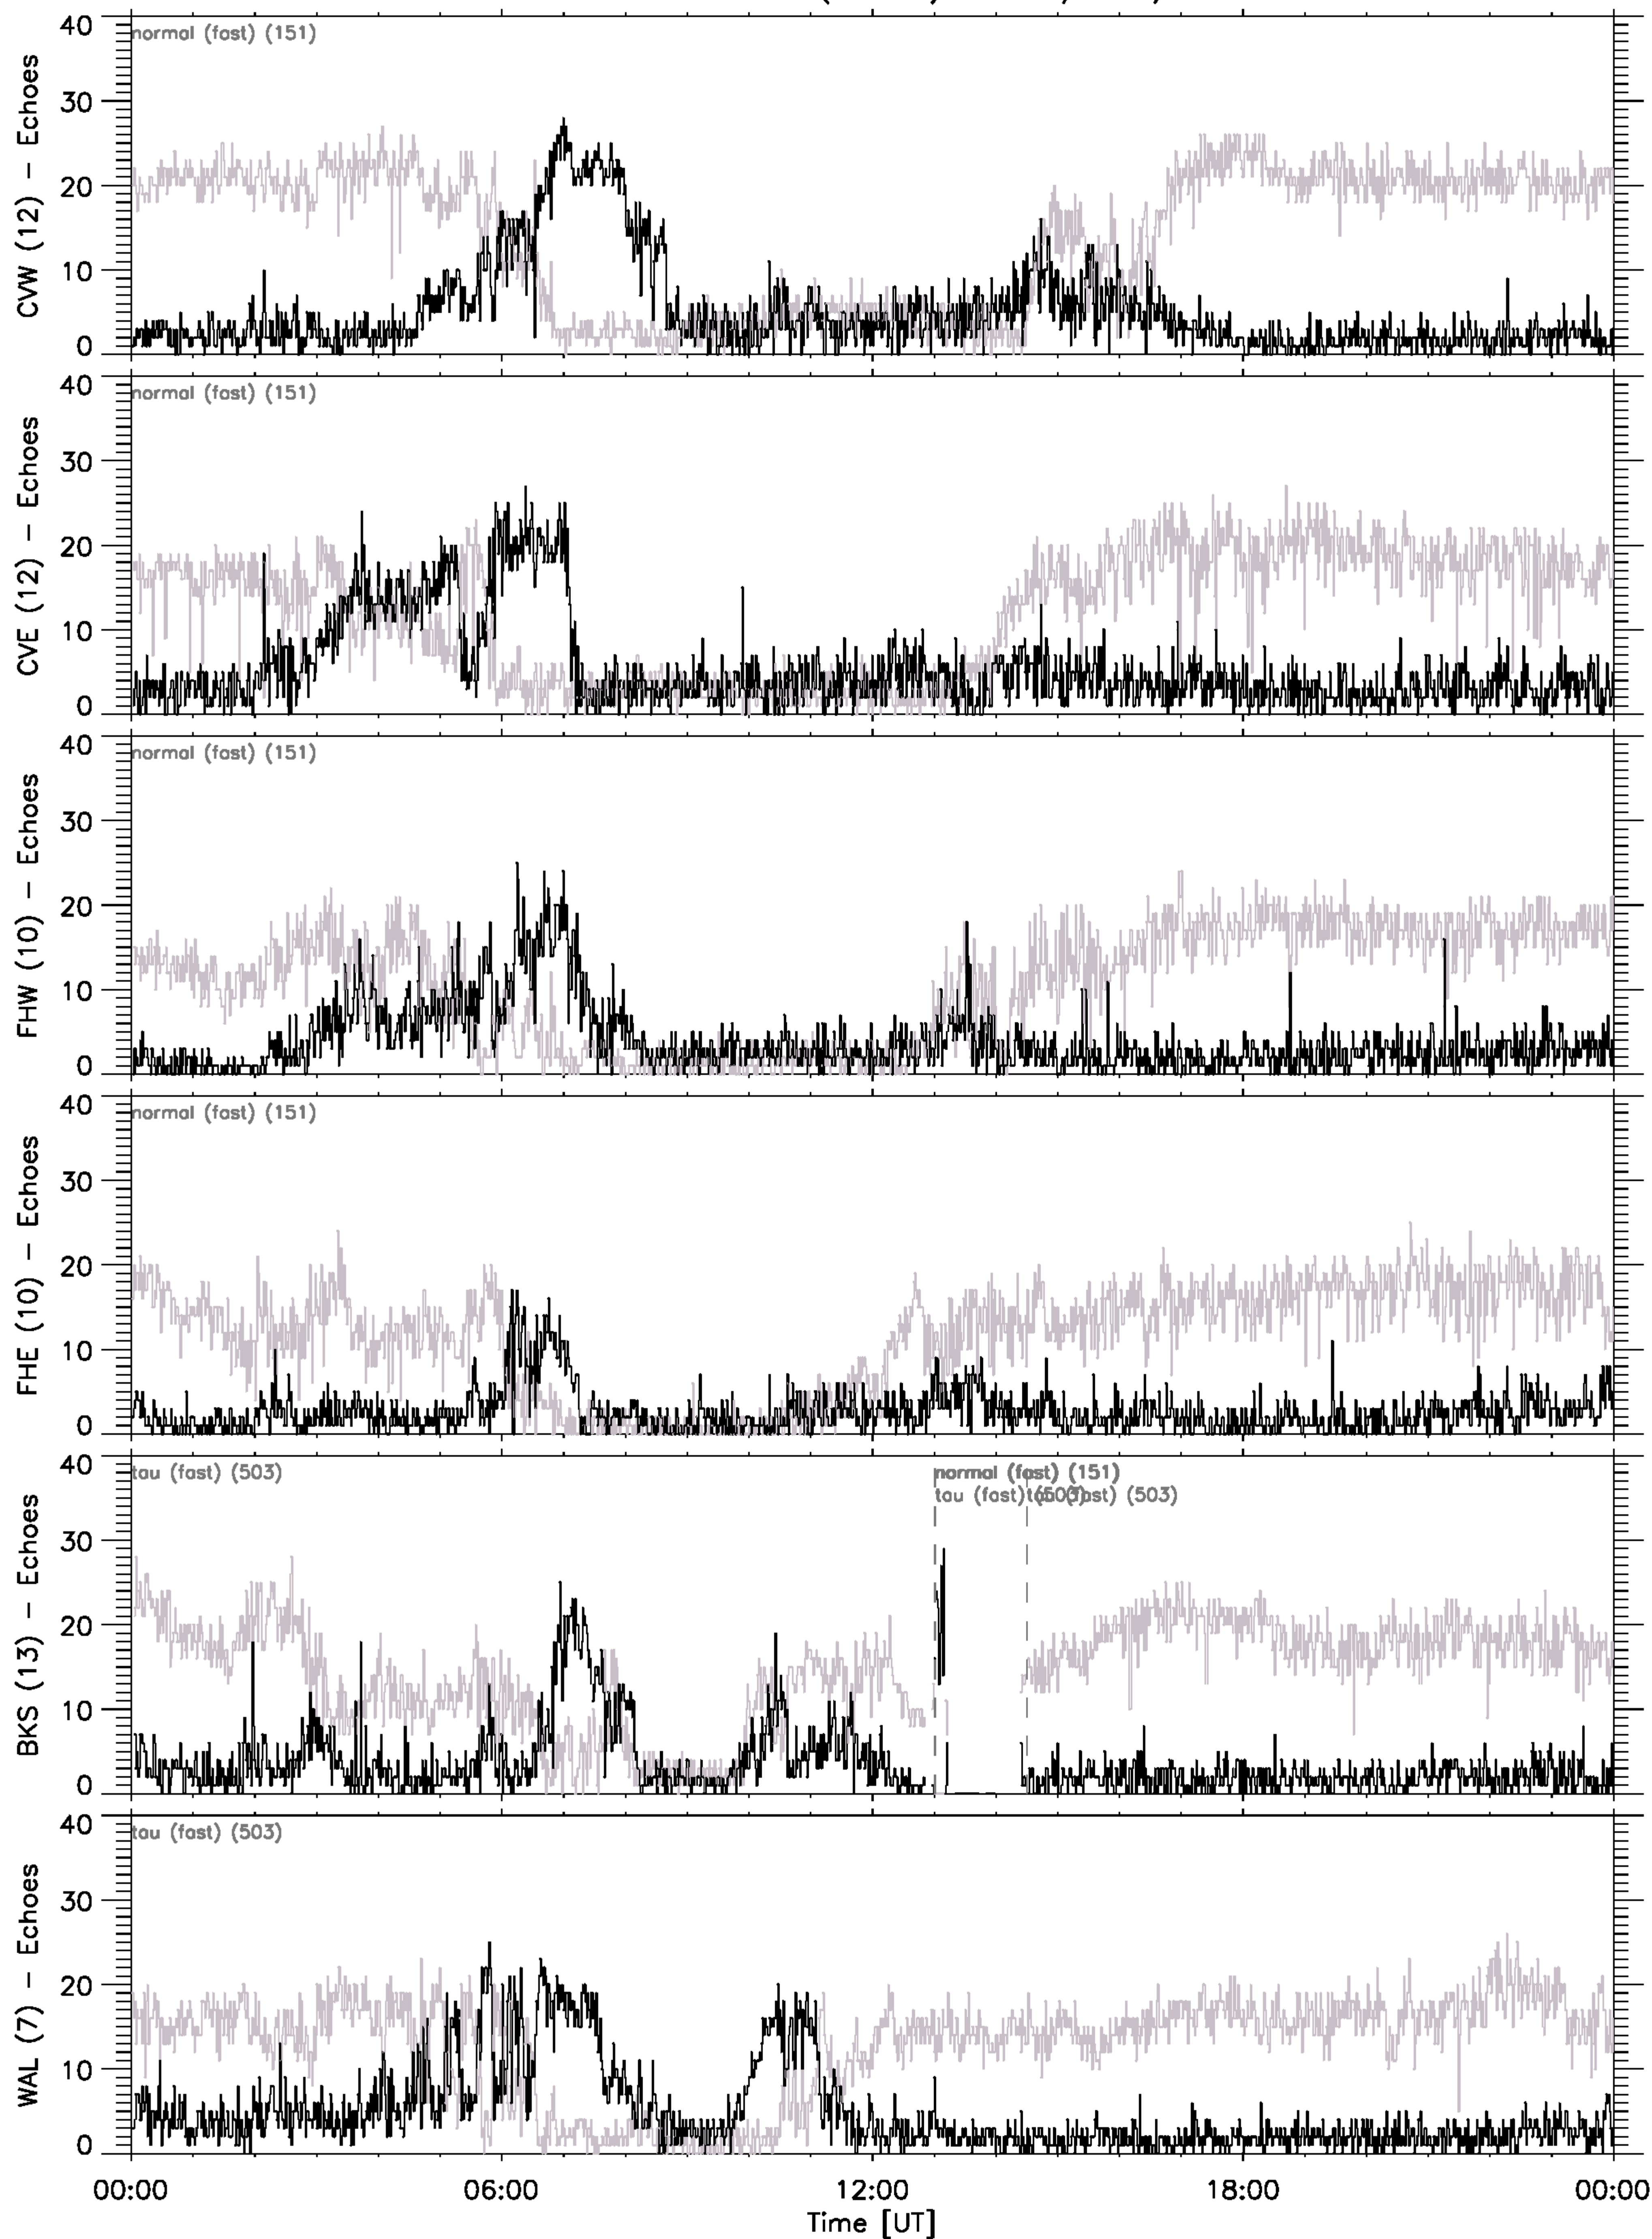 40
normal (fast) (151)
30
20
10
0
CVW (12) – Echoes
40
normal (fast) (151)
30
20
10
0
CVE (12) – Echoes
40
normal (fast) (151)
30
20
10
0
FHW (10) – Echoes
40
normal (fast) (151)
30
20
10
0
FHE (10) – Echoes
40
tau (fast) (503)
normal (fast) (151)
tau (fast) (503)
tau (fast) (503)
30
20
10
0
BKS (13) – Echoes
40
tau (fast) (503)
30
20
10
0
WAL (7) – Echoes
00:00 06:00 12:00 18:00 00:00
Time [UT]